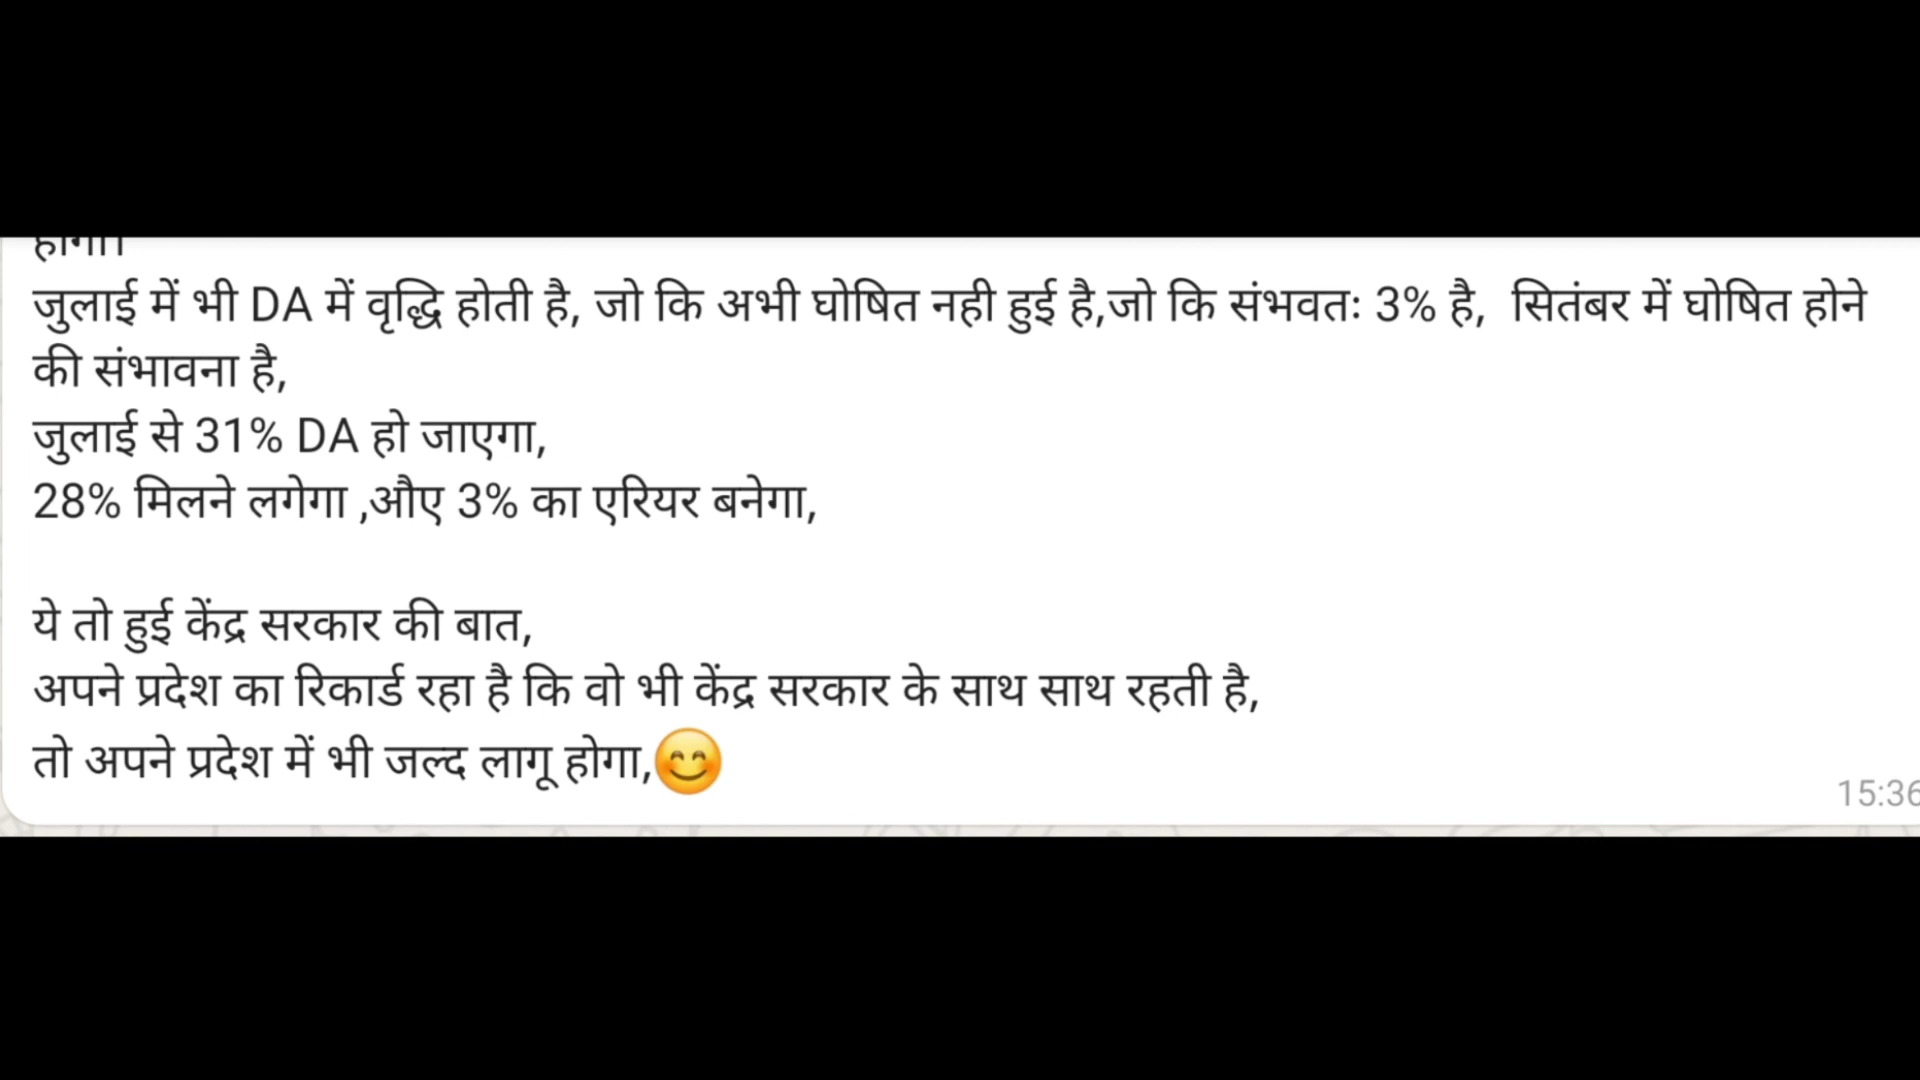 होगा।
जुलाई में भी DA में वृद्धि होती है, जो कि अभी घोषित नही हुई है,जो कि संभवतः 3% है,  सितंबर में घोषित होने
की संभावना है,
जुलाई से 31% DA हो जाएगा,
28% मिलने लगेगा ,औए 3% का एरियर बनेगा,
ये तो हुई केंद्र सरकार की बात,
अपने प्रदेश का रिकार्ड रहा है कि वो भी केंद्र सरकार के साथ साथ रहती है,
तो अपने प्रदेश में भी जल्द लागू होगा,😊
15:36